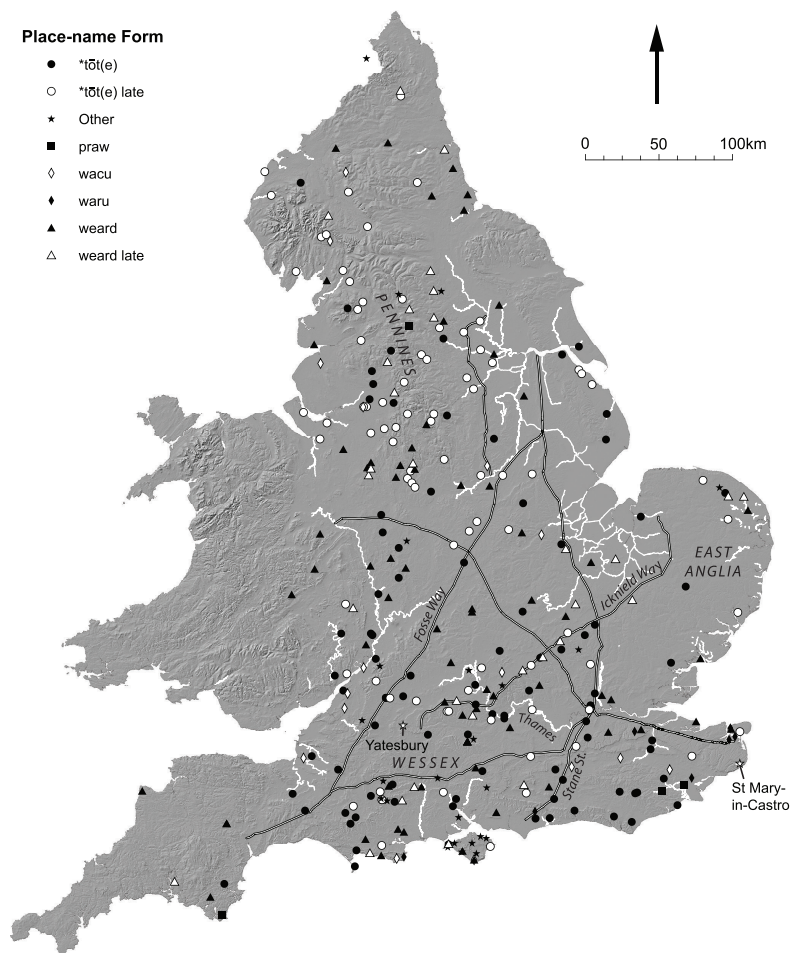 Place-name Form
*tōt(e)
*tōt(e) late
Other
praw
wacu
waru
weard
weard late
0 50 100km
PENNINES
EAST
ANGLIA
Icknield Way
Fosse Way
Thames
Yatesbury
WESSEX
Stane St.
St Mary-
in-Castro